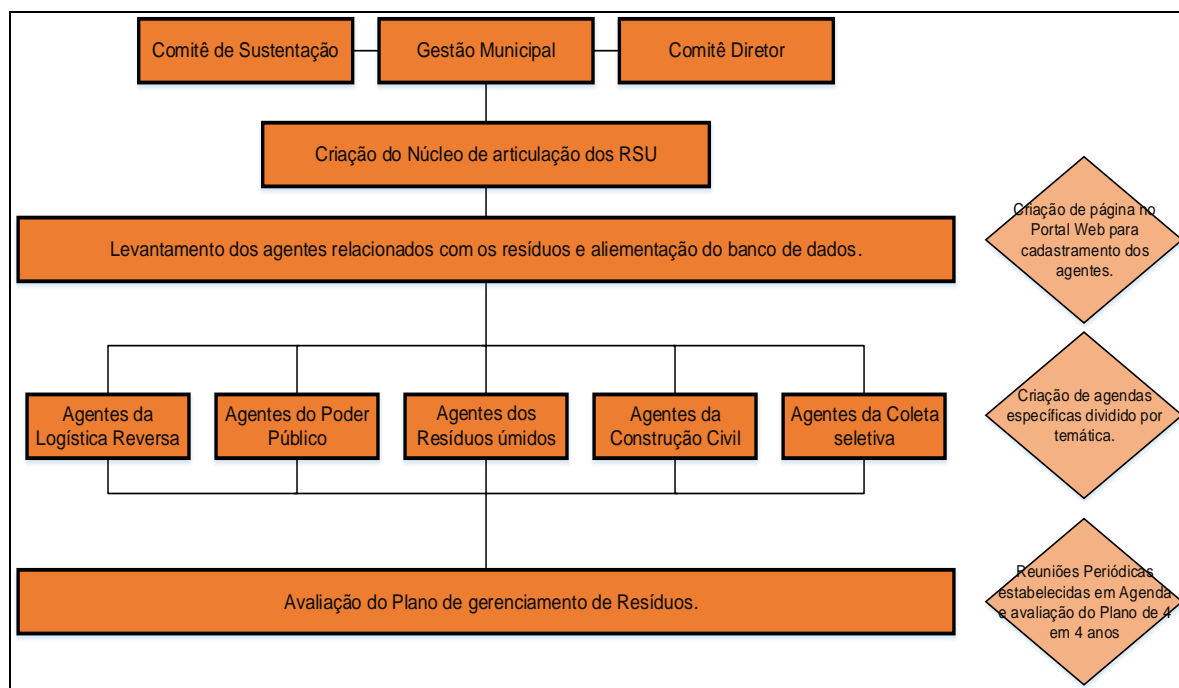 Comitê de Sustentação
Gestão Municipal
Comitê Diretor
Criação do Núcleo de articulação dos RSU
Levantamento dos agentes relacionados com os resíduos e aliementação do banco de dados.
Criação de página no
Portal Web para
cadastramento dos
agentes.
Agentes da
Logística Reversa
Agentes do Poder
Público
Agentes dos
Resíduos úmidos
Agentes da
Construção Civil
Agentes da Coleta
seletiva
Criação de agendas
específicas dividido por
temática.
Avaliação do Plano de gerenciamento de Resíduos.
Reuniões Periódicas
estabelecidas em Agenda
e avaliação do Plano de 4
em 4 anos